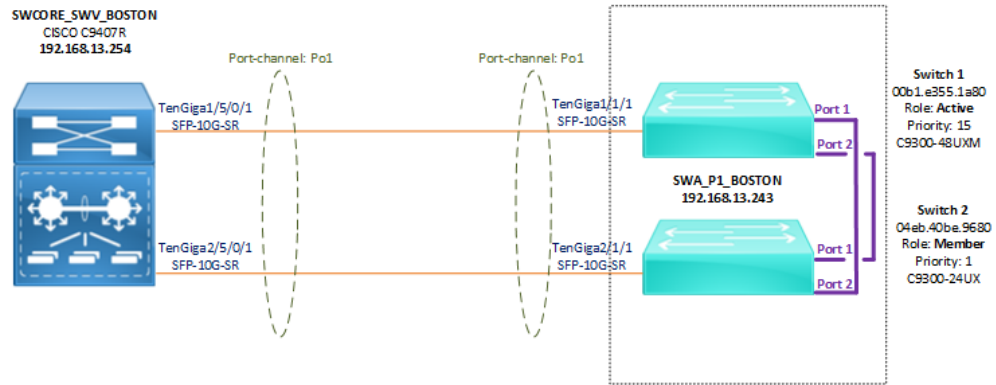 SWCORE_SWV_BOSTON
CISCO C9407R
192.168.13.254
Port-channel: Po1
Port-channel: Po1
TenGiga1/5/0/1
SFP-10G-SR
TenGiga1/1/1
SFP-10G-SR
Port 1
Port 2
Switch 1
00b1.e355.1a80
Role: Active
Priority: 15
C9300-48UXM
SWA_P1_BOSTON
192.168.13.243
TenGiga2/5/0/1
SFP-10G-SR
TenGiga2/1/1
SFP-10G-SR
Port 1
Port 2
Switch 2
04eb.40be.9680
Role: Member
Priority: 1
C9300-24UX